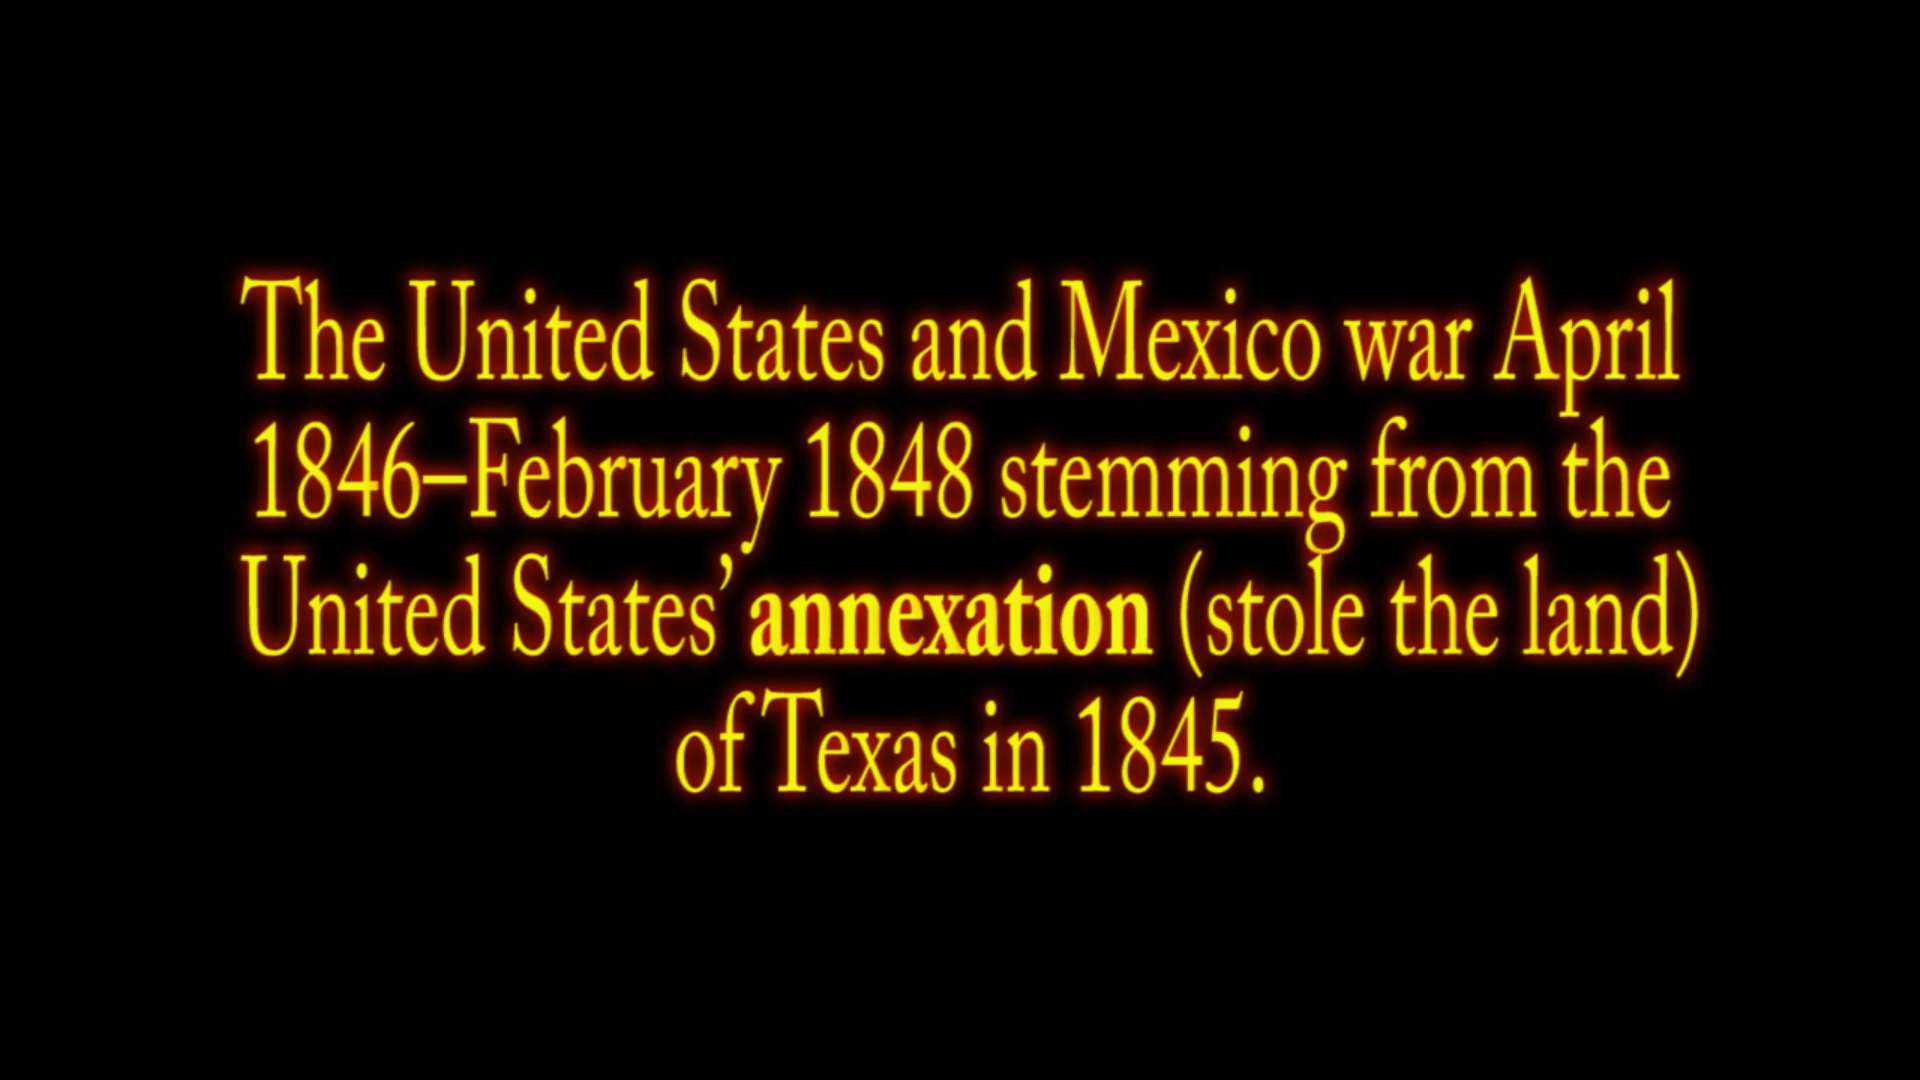 The United States and Mexico war April
1846–February 1848 stemming from the
United States’ annexation (stole the land)
of Texas in 1845.